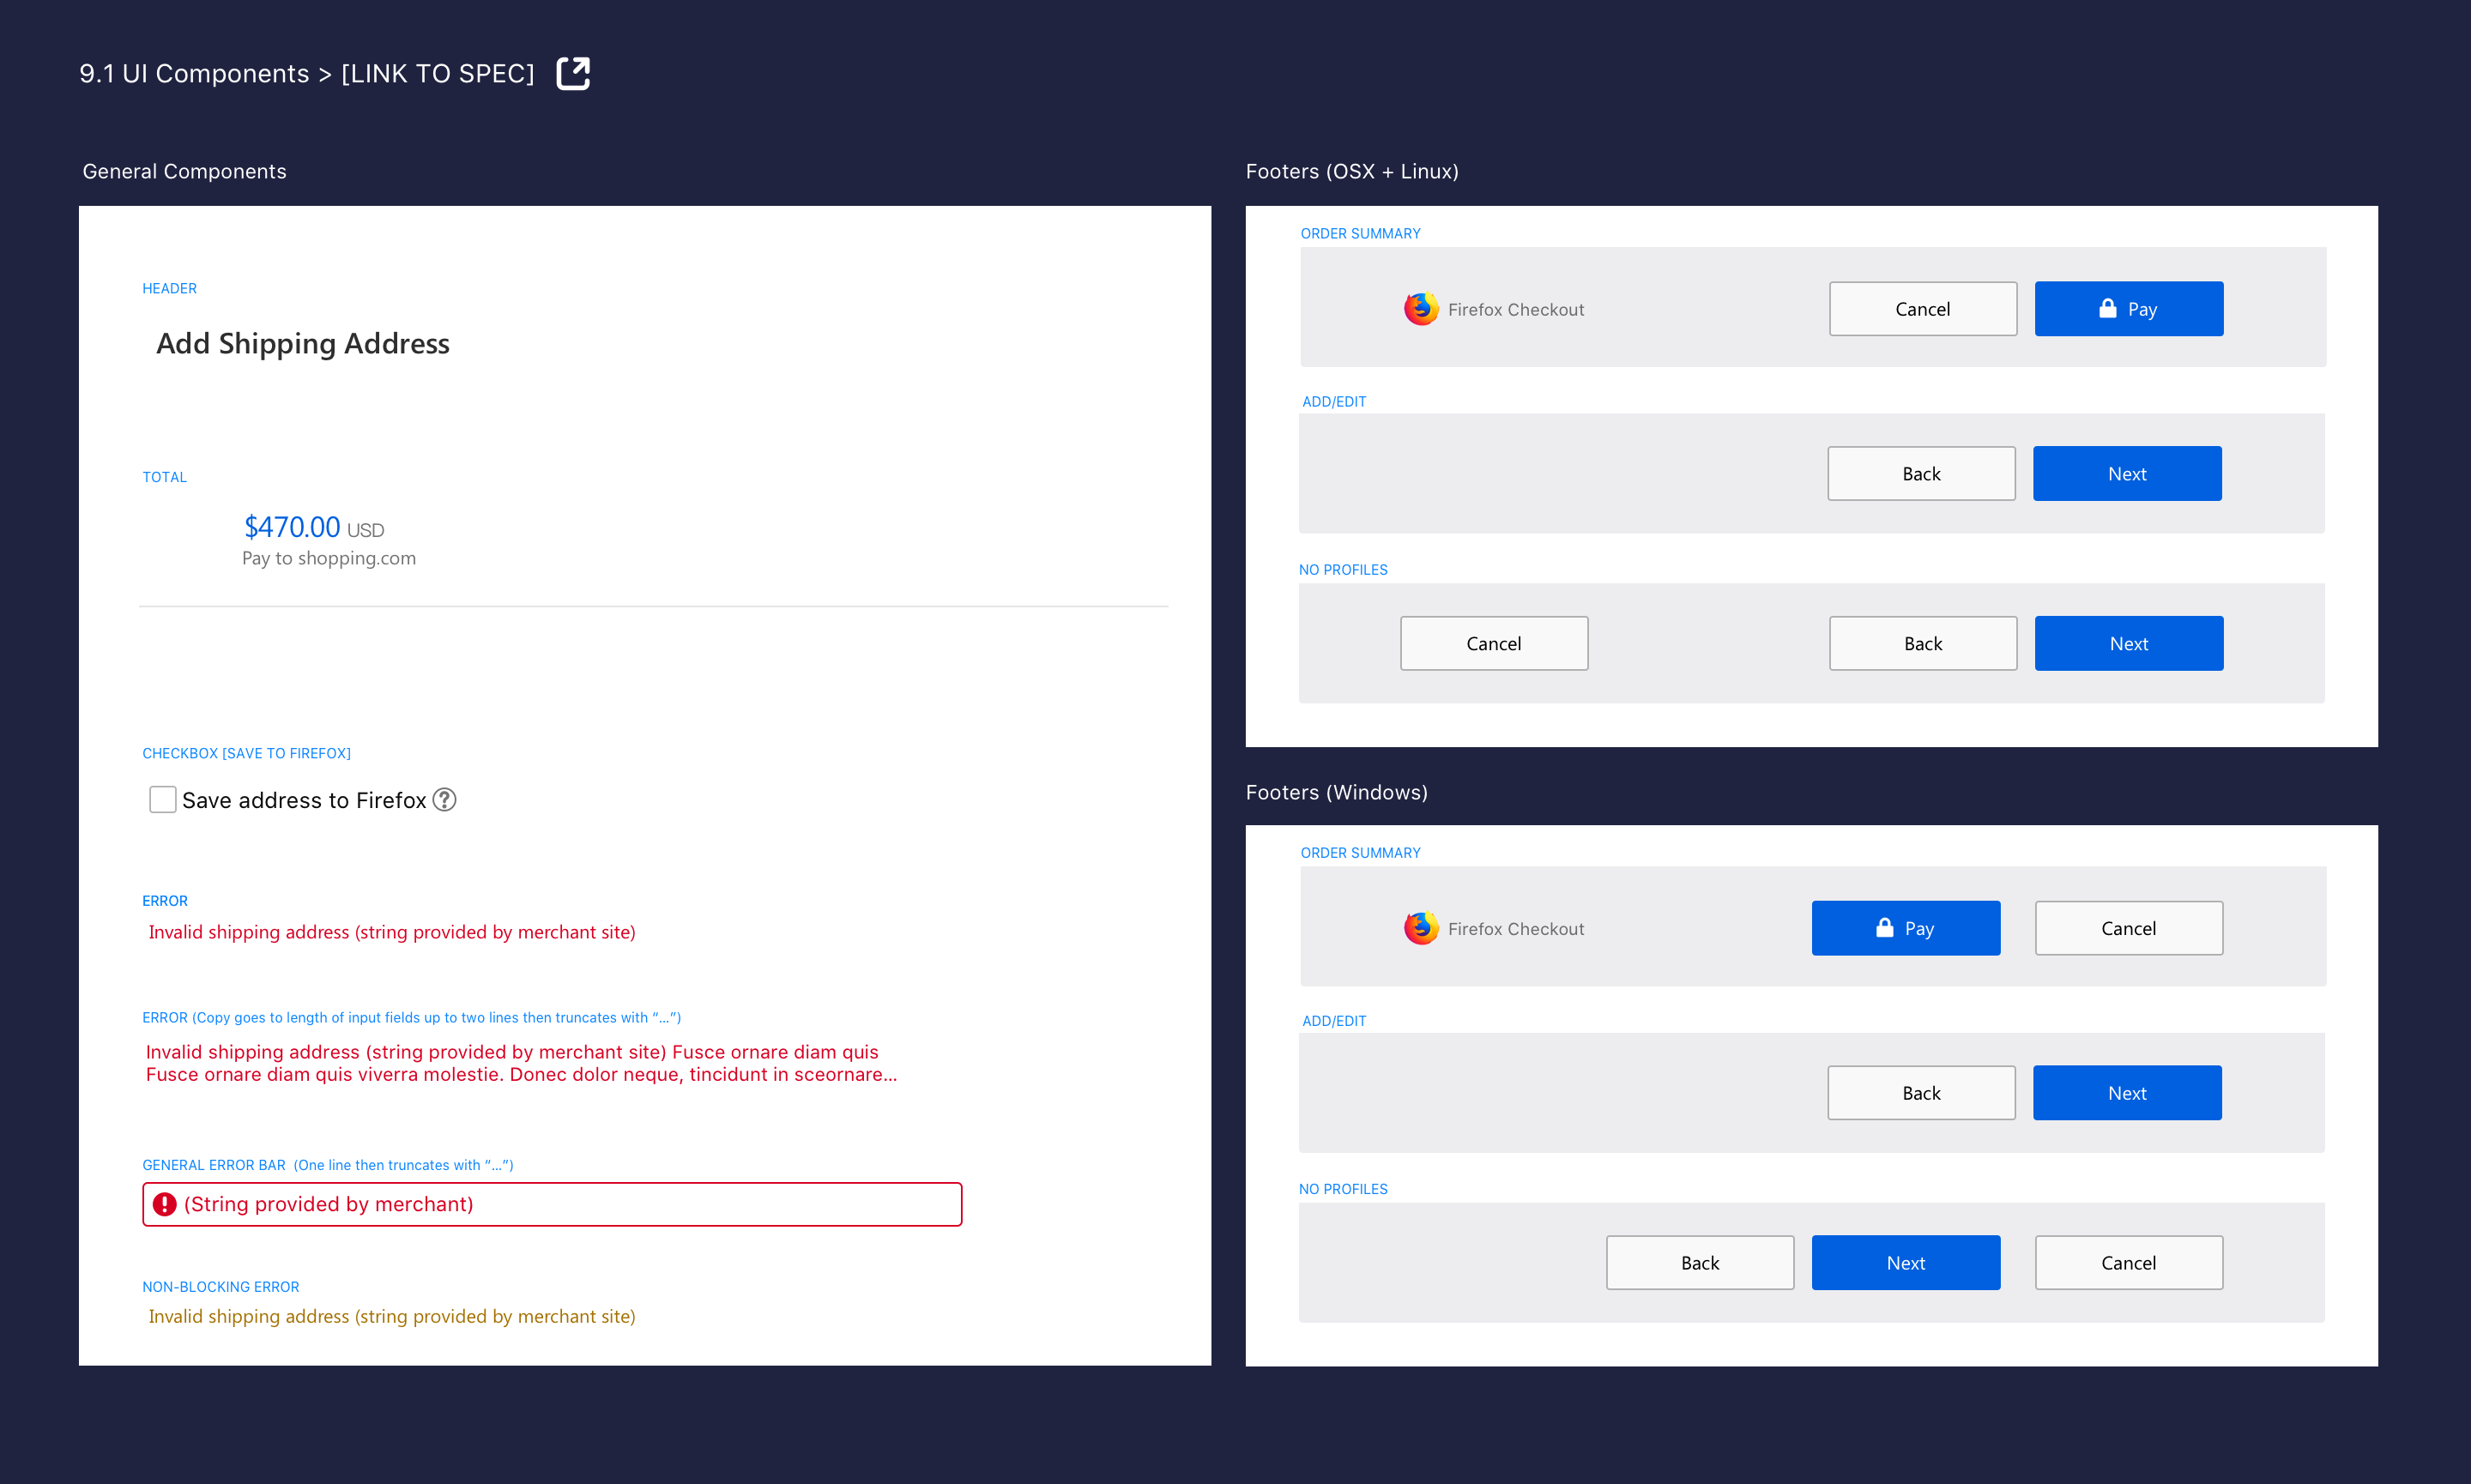 9.1 UI Components > [LINK TO SPEC]
General Components
HEADER
Add Shipping Address
TOTAL
$470.00 USD
Pay to shopping.com
CHECKBOX [SAVE TO FIREFOX]
Save address to Firefox ?
ERROR
Invalid shipping address (string provided by merchant site)
ERROR (Copy goes to length of input fields up to two lines then truncates with “...”)
Invalid shipping address (string provided by merchant site) Fusce ornare diam quis
Fusce ornare diam quis viverra molestie. Donec dolor neque, tincidunt in sceornare...
GENERAL ERROR BAR (One line then truncates with “...”)
(String provided by merchant)
NON-BLOCKING ERROR
Invalid shipping address (string provided by merchant site)
Footers (OSX + Linux)
ORDER SUMMARY
Firefox Checkout Cancel Pay
ADD/EDIT
Back Next
NO PROFILES
Cancel Back Next
Footers (Windows)
ORDER SUMMARY
Firefox Checkout Pay Cancel
ADD/EDIT
Back Next
NO PROFILES
Back Next Cancel